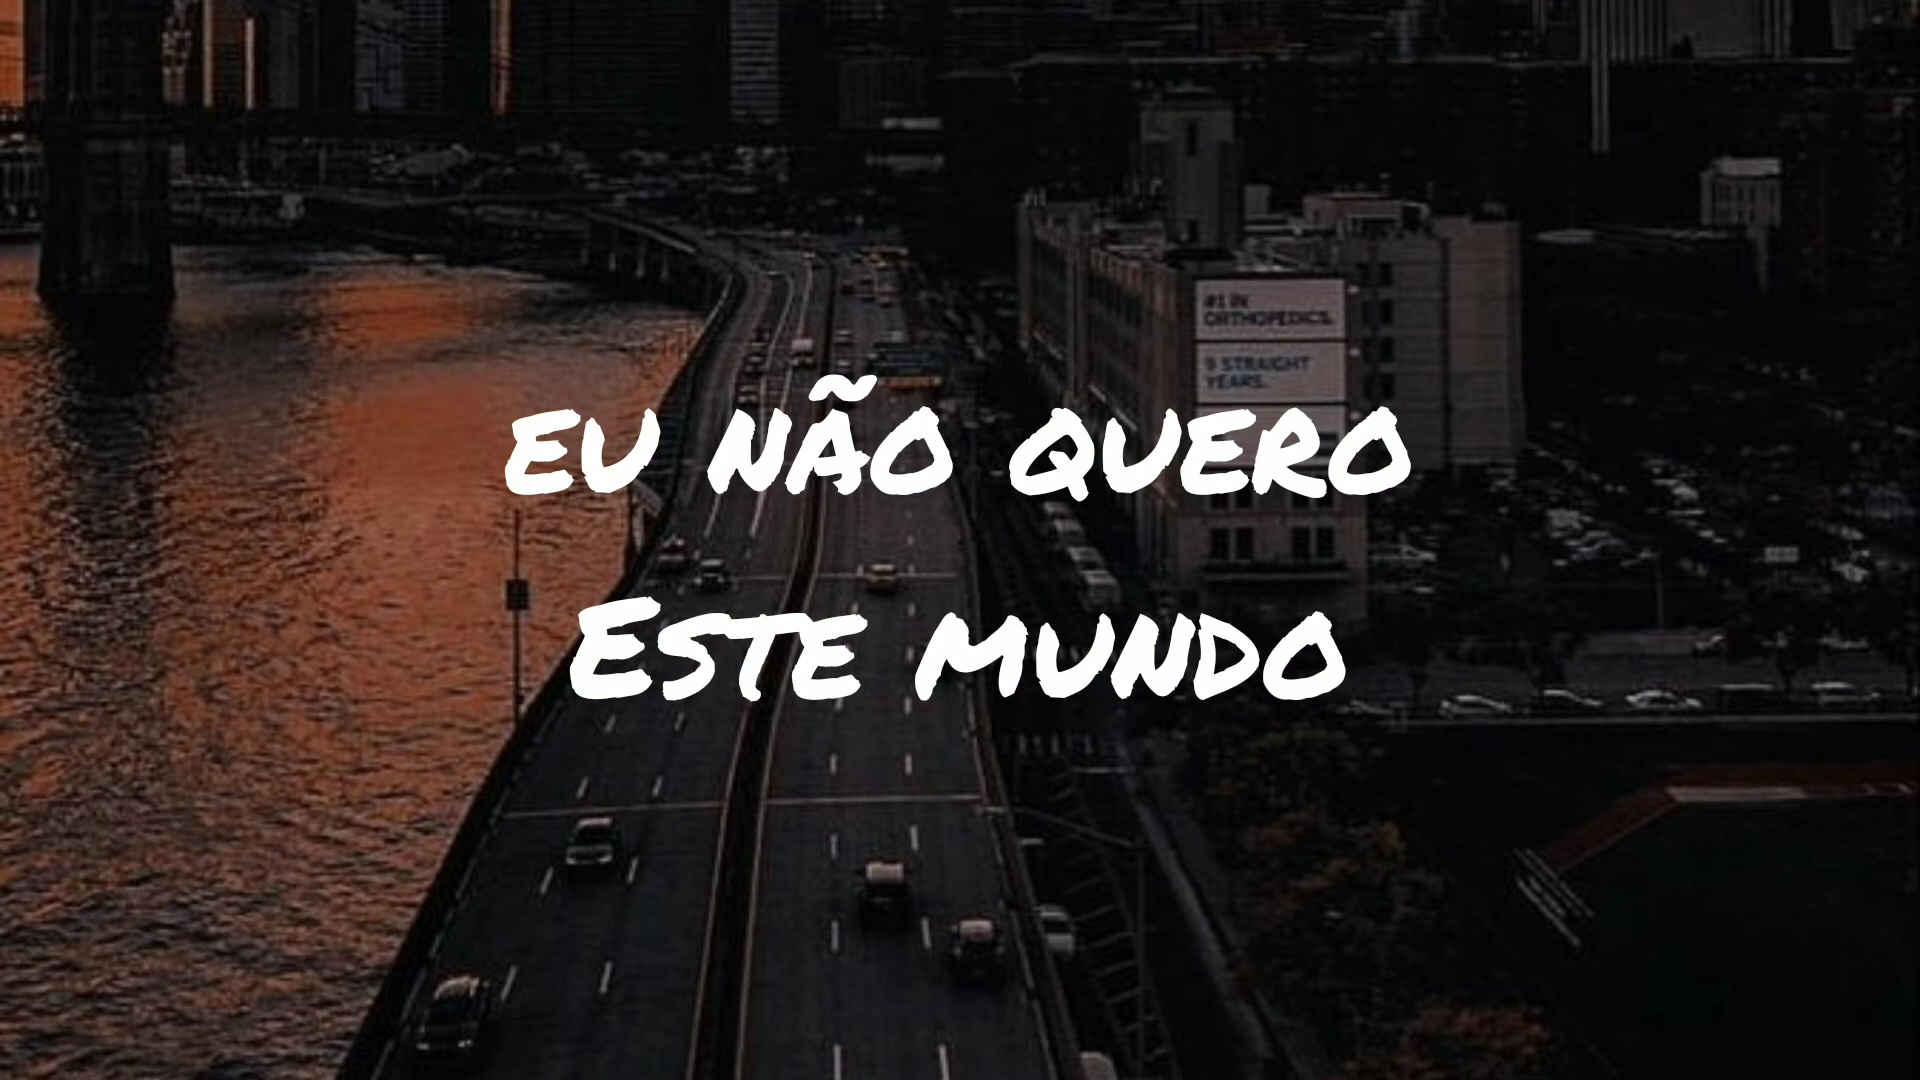 #1 IN
ORTHOPEDICS.
9 STRAIGHT
YEARS.
eu não quero
Este mundo